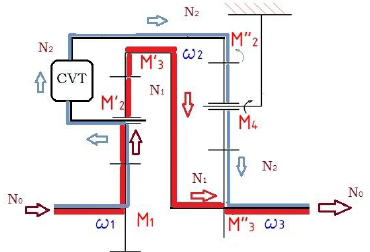 N₂
N₂
M″₂
M′₃
ω₂
CVT
M′₂
N₁
M₄
N₂
N₀
N₁
N₀
ω₁
M₁
M″₃
ω₃